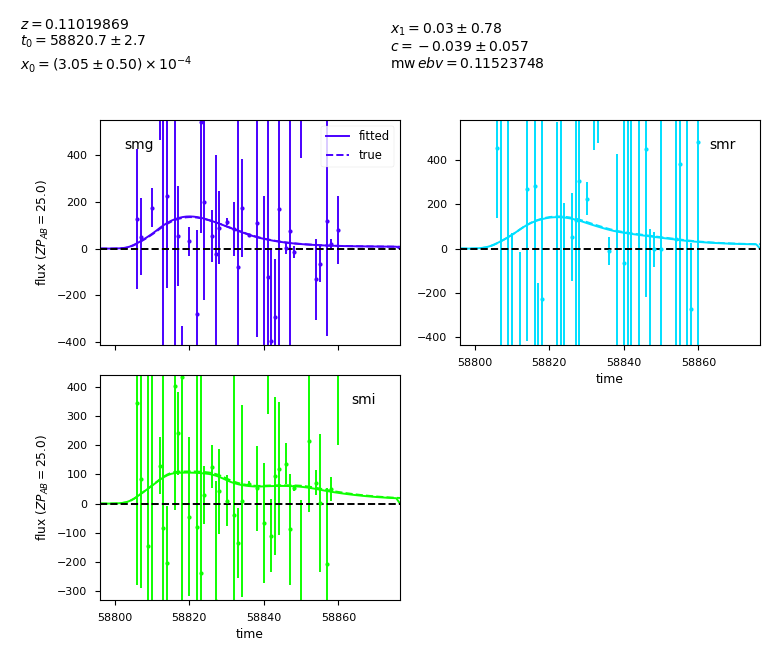 z = 0.11019869
t₀ = 58820.7 ± 2.7
x₀ = (3.05 ± 0.50) × 10⁻⁴
x₁ = 0.03 ± 0.78
c = −0.039 ± 0.057
mw ebv = 0.11523748
smg
fitted
true
400
200
0
−200
−400
flux (ZP_AB = 25.0)
smr
400
200
0
−200
−400
58800 58820 58840 58860
time
smi
400
300
200
100
0
−100
−200
−300
flux (ZP_AB = 25.0)
58800 58820 58840 58860
time